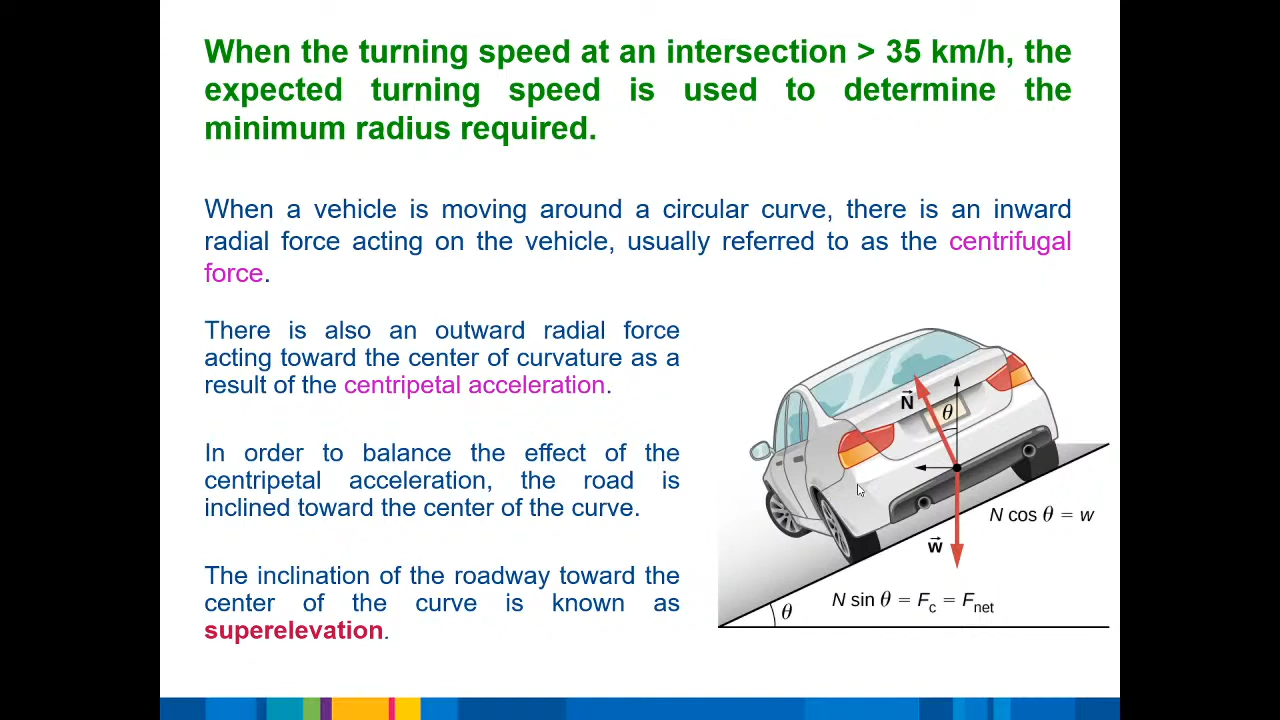 When the turning speed at an intersection > 35 km/h, the
expected turning speed is used to determine the
minimum radius required.
When a vehicle is moving around a circular curve, there is an inward
radial force acting on the vehicle, usually referred to as the centrifugal
force.
There is also an outward radial force
acting toward the center of curvature as a
result of the centripetal acceleration.
In order to balance the effect of the
centripetal acceleration, the road is
inclined toward the center of the curve.
The inclination of the roadway toward the
center of the curve is known as
superelevation.
N⃗
θ
N cos θ = w
w⃗
N sin θ = Fc = Fnet
θ